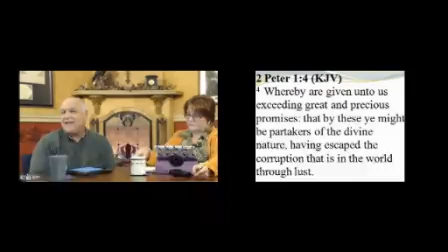 2 Peter 1:4 (KJV)
4 Whereby are given unto us
exceeding great and precious
promises: that by these ye might
be partakers of the divine
nature, having escaped the
corruption that is in the world
through lust.